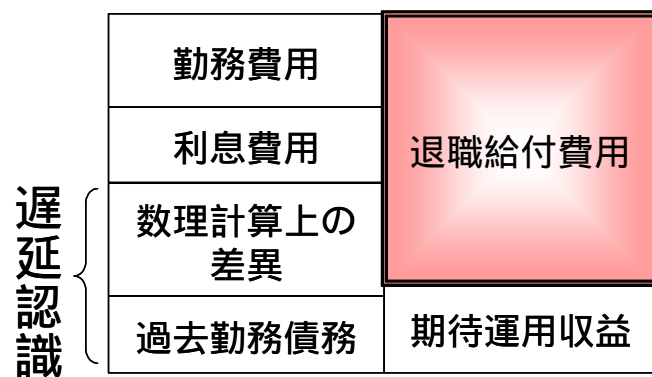 勤務費用
利息費用
退職給付費用
遅延認識
数理計算上の
差異
過去勤務債務
期待運用収益